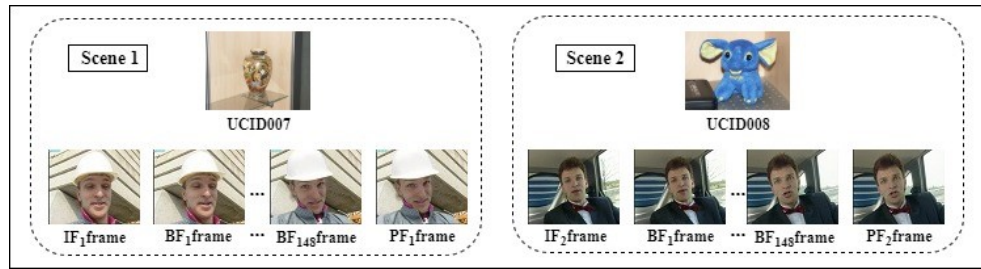 Scene 1
UCID007
IF₁frame BF₁frame ... BF₁₄₈frame PF₁frame
Scene 2
UCID008
IF₂frame BF₁frame ... BF₁₄₈frame PF₂frame